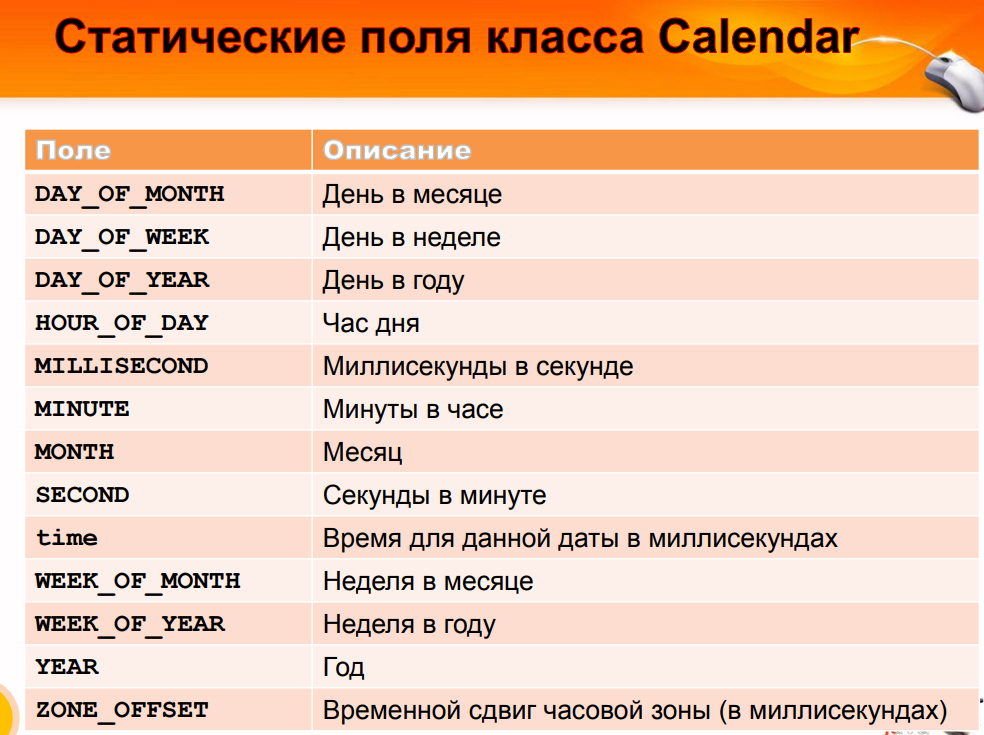 Статические поля класса Calendar
Поле Описание
DAY_OF_MONTH День в месяце
DAY_OF_WEEK День в неделе
DAY_OF_YEAR День в году
HOUR_OF_DAY Час дня
MILLISECOND Миллисекунды в секунде
MINUTE Минуты в часе
MONTH Месяц
SECOND Секунды в минуте
time Время для данной даты в миллисекундах
WEEK_OF_MONTH Неделя в месяце
WEEK_OF_YEAR Неделя в году
YEAR Год
ZONE_OFFSET Временной сдвиг часовой зоны (в миллисекундах)